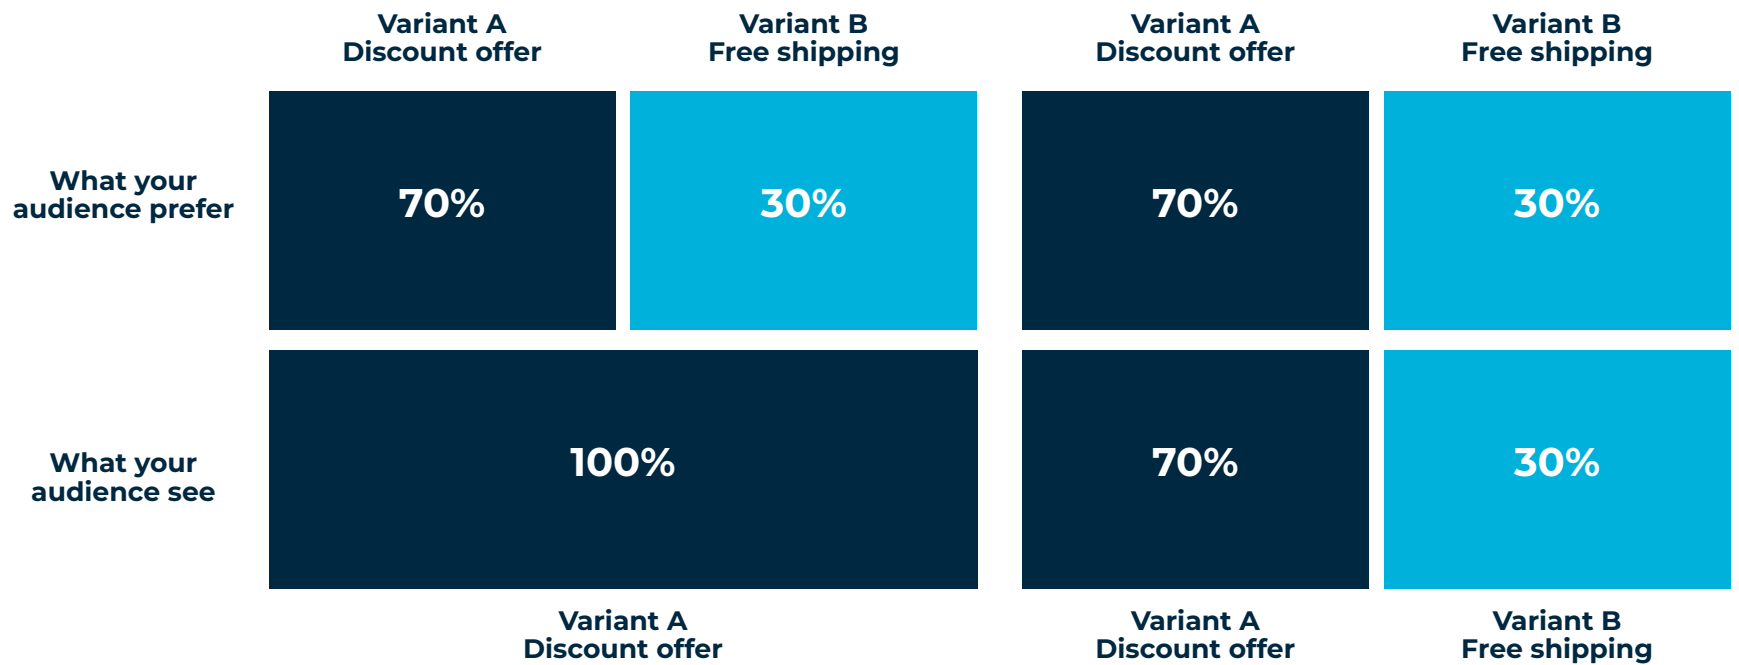 Variant A
Discount offer
Variant B
Free shipping
Variant A
Discount offer
Variant B
Free shipping
What your
audience prefer
70%
30%
70%
30%
What your
audience see
100%
70%
30%
Variant A
Discount offer
Variant A
Discount offer
Variant B
Free shipping